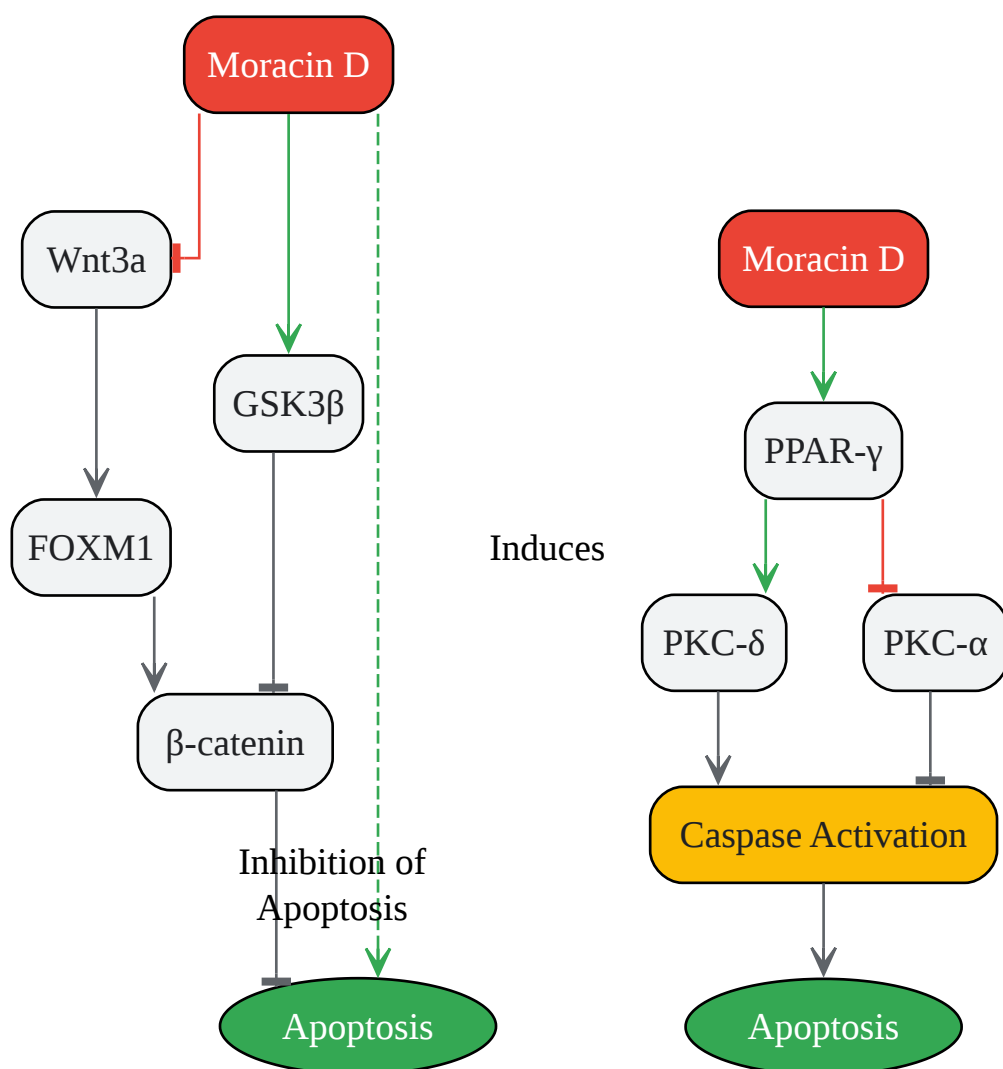 Moracin D
Wnt3a
GSK3β
FOXM1
β-catenin
Inhibition of
Apoptosis
Apoptosis
Induces
Moracin D
PPAR-γ
PKC-δ
PKC-α
Caspase Activation
Apoptosis